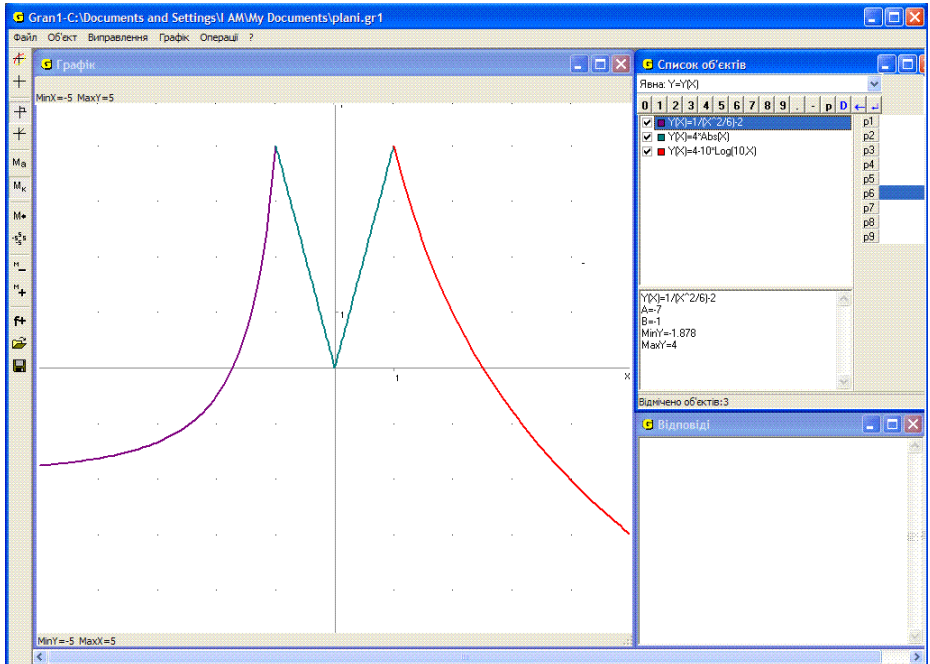 Gran1-C:\Documents and Settings\I AM\My Documents\plani.gr1
Файл Об'єкт Виправлення Графік Операції ?
Графік
MinX=-5 MaxY=5
1
1
X
MinY=-5 MaxX=5
Ma
Mк
M
M
f+
Список об'єктів
Явна: Y=Y(X)
0 1 2 3 4 5 6 7 8 9 . - p D
Y(X)=1/(X^2/6)-2
Y(X)=4*Abs(X)
Y(X)=4-10*Log(10,X)
p1
p2
p3
p4
p5
p6
p7
p8
p9
Y(X)=1/(X^2/6)-2
A=-7
B=-1
MinY=-1.878
MaxY=4
Відмічено об'єктів:3
Відповіді